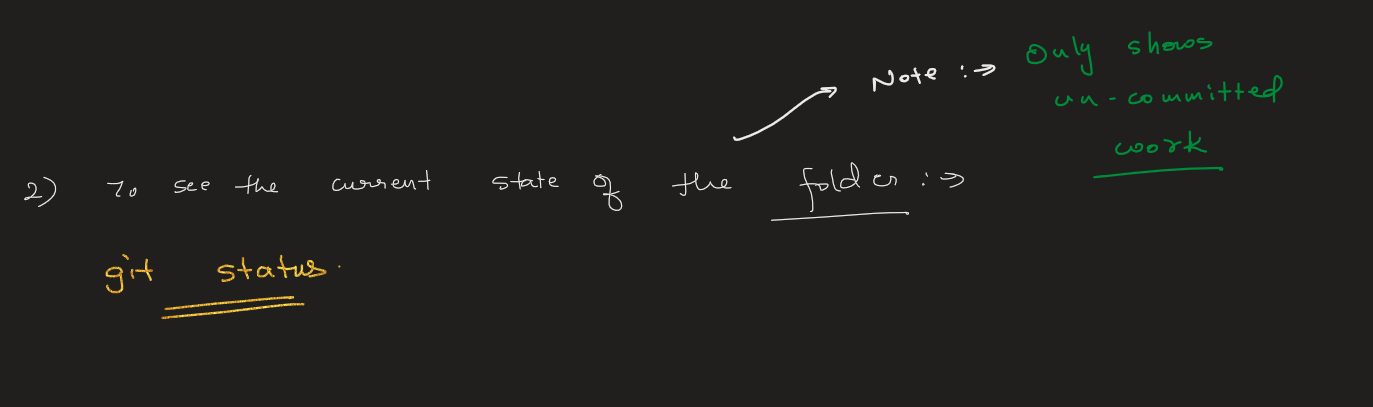 Note :→ Only shows
un-committed
work
2) To see the current state of the folder :→
git status.